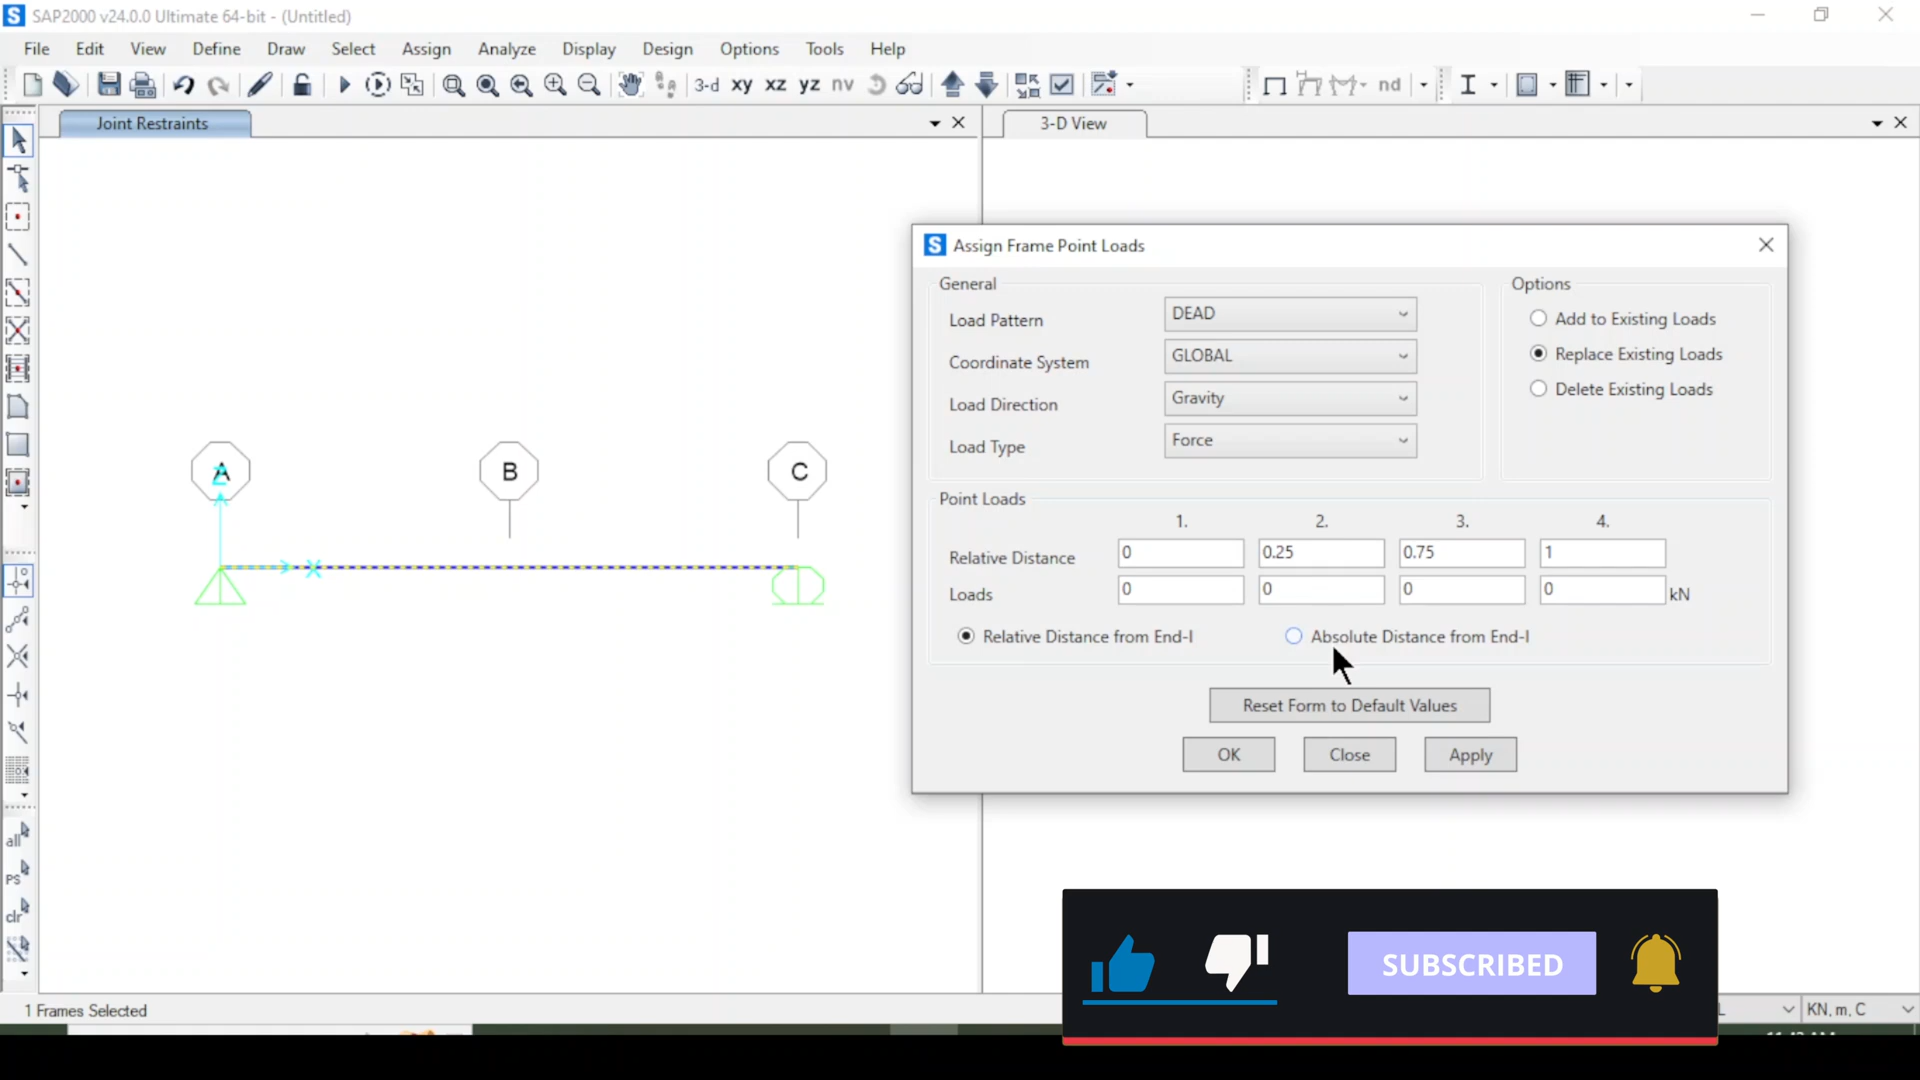 SAP2000 v24.0.0 Ultimate 64-bit - (Untitled)
File Edit View Define Draw Select Assign Analyze Display Design Options Tools Help
3-d xy xz yz nv nd
Joint Restraints
3-D View
Assign Frame Point Loads
General
Options
Load Pattern DEAD
Add to Existing Loads
Coordinate System GLOBAL
Replace Existing Loads
Load Direction Gravity
Delete Existing Loads
Load Type Force
A B C
Z
X
Point Loads
1. 2. 3. 4.
Relative Distance 0 0.25 0.75 1
Loads 0 0 0 0 kN
Relative Distance from End-I Absolute Distance from End-I
Reset Form to Default Values
OK Close Apply
all
PS
clr
SUBSCRIBED
1 Frames Selected
KN, m, C